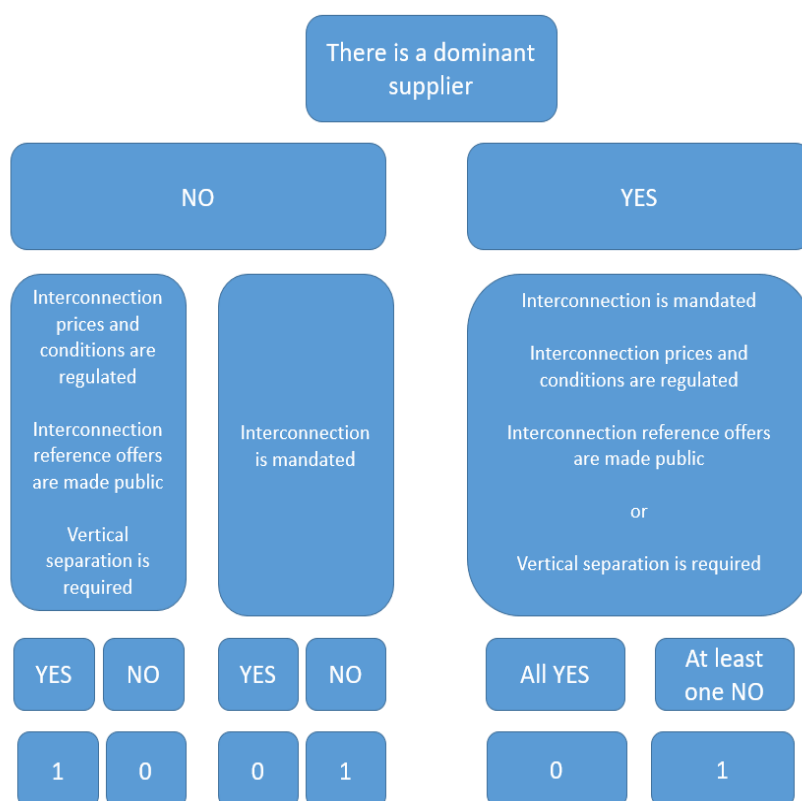 There is a dominant
supplier
NO
YES
Interconnection
prices and
conditions are
regulated
Interconnection
reference offers
are made public
Vertical
separation is
required
Interconnection
is mandated
Interconnection is mandated
Interconnection prices and
conditions are regulated
Interconnection reference offers
are made public
or
Vertical separation is required
YES
NO
YES
NO
All YES
At least
one NO
1
0
0
1
0
1